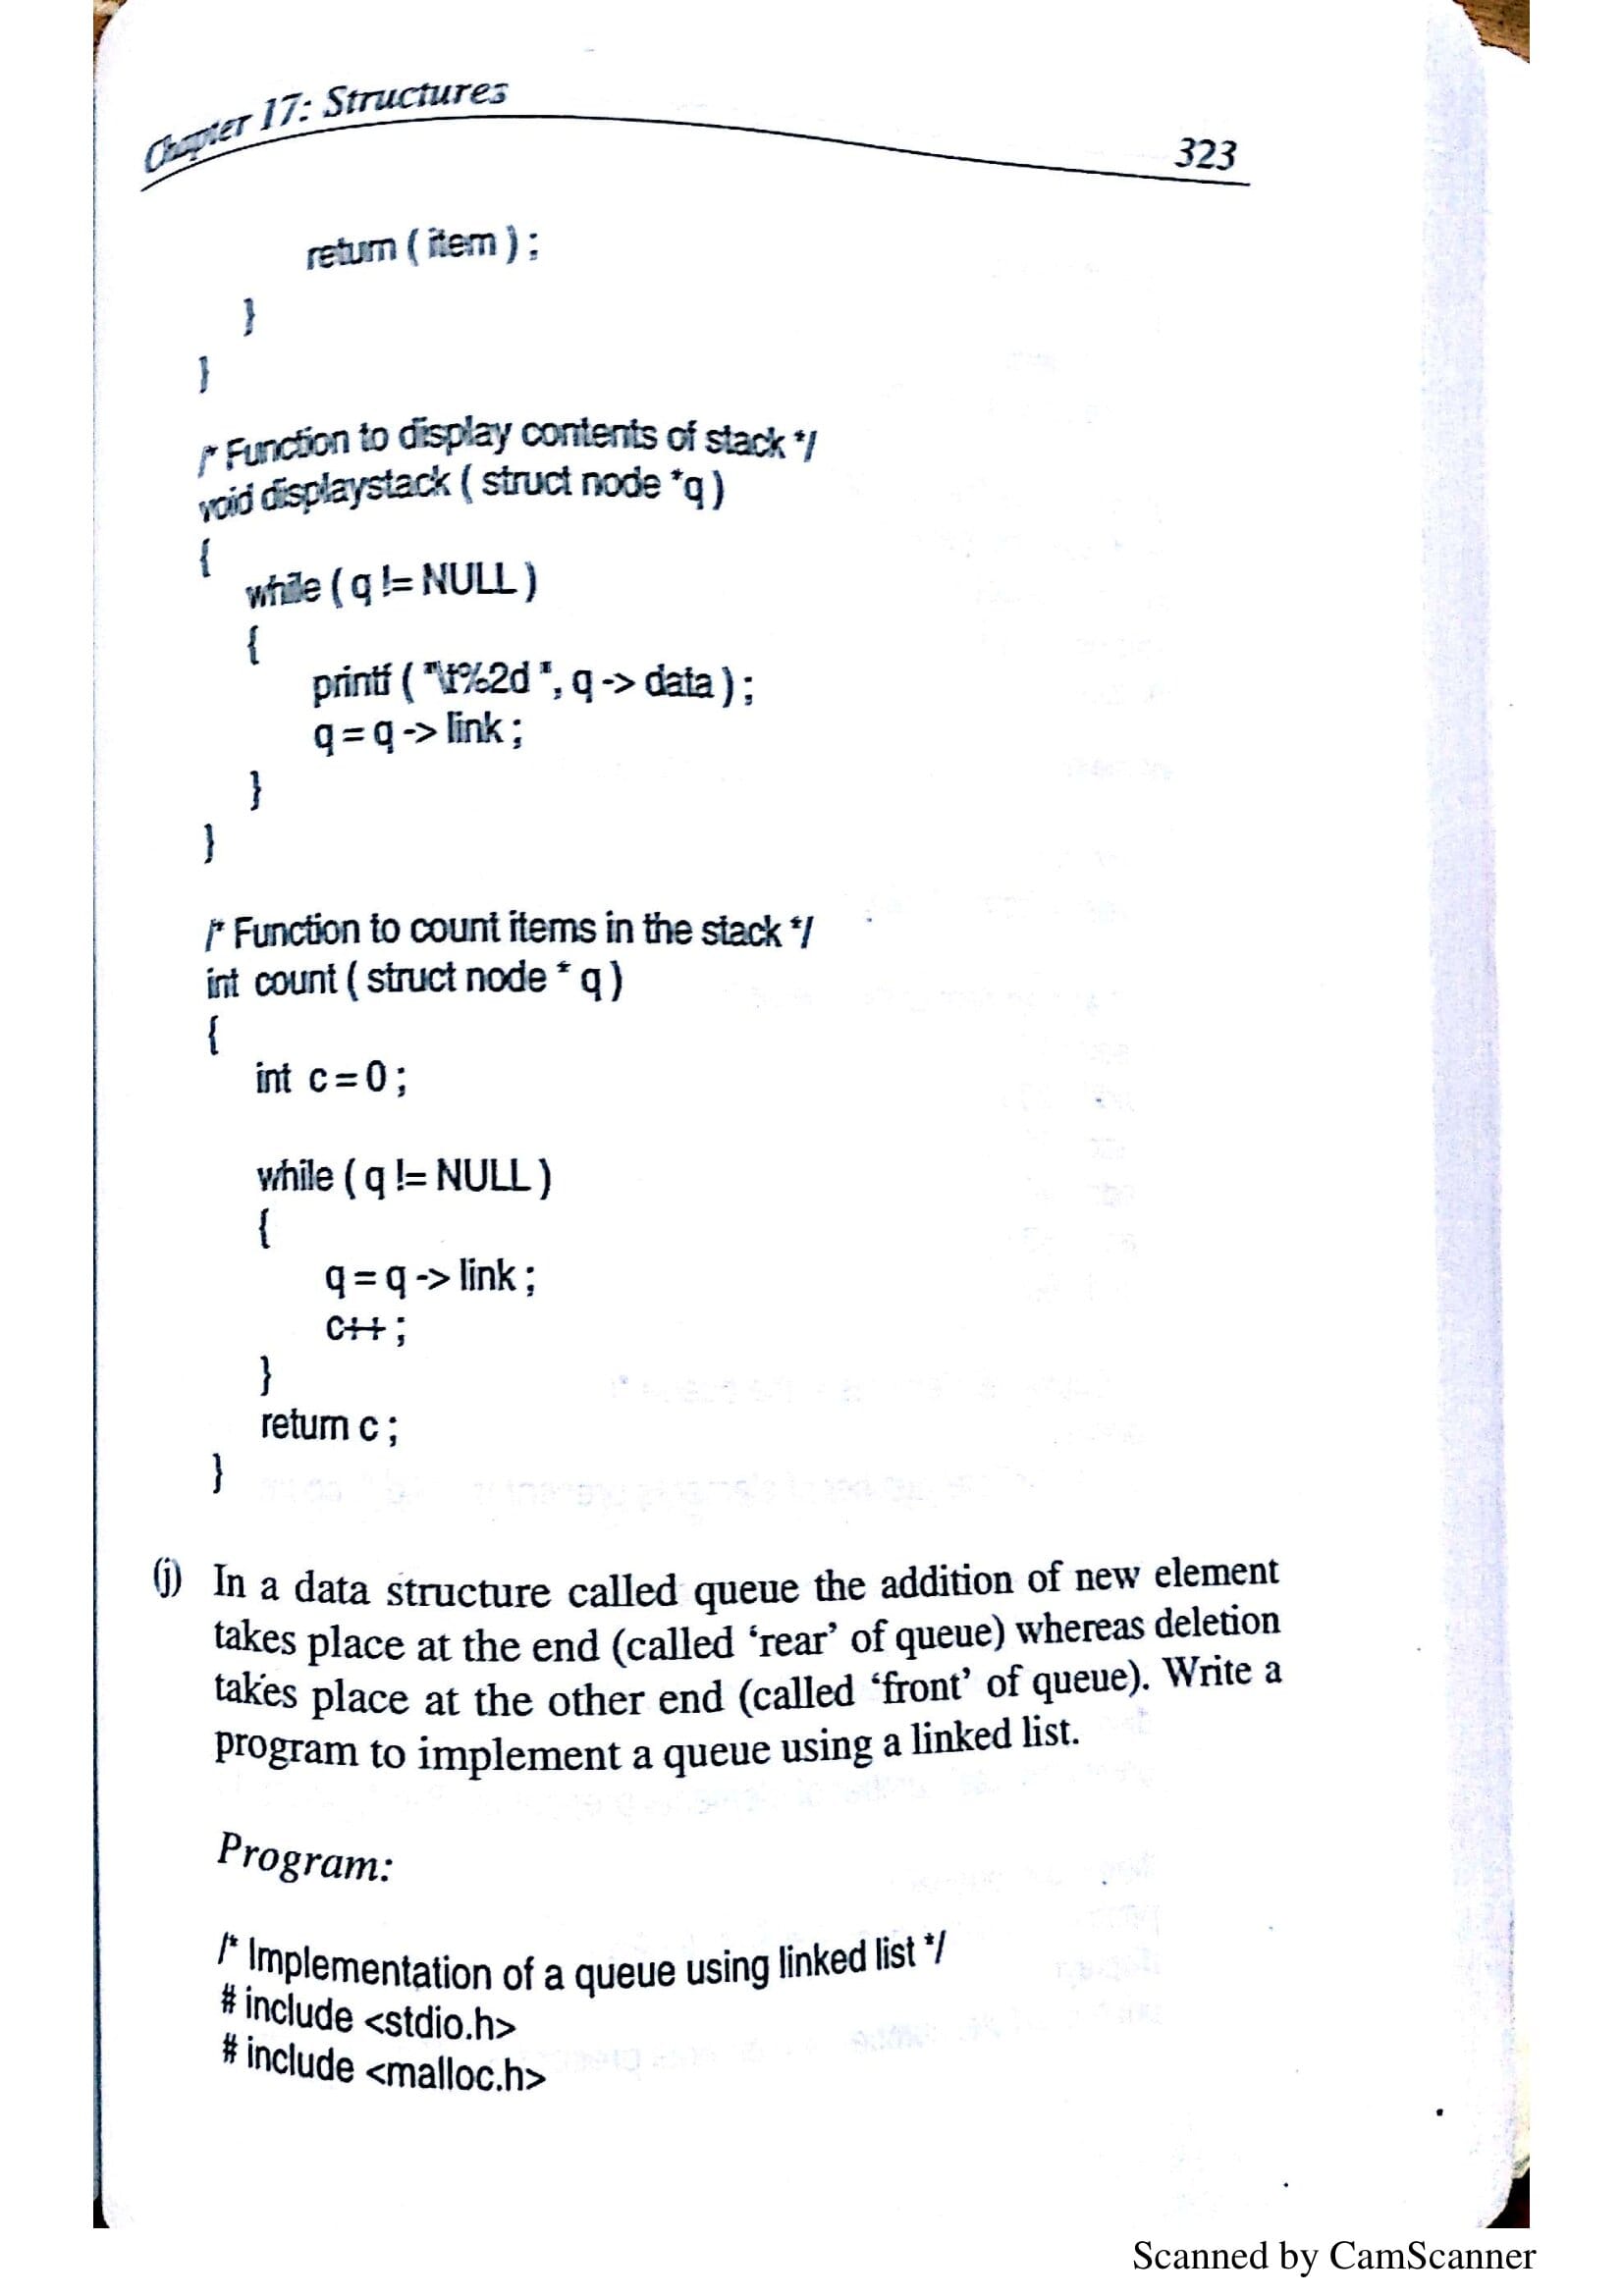 Chapter 17: Structures
323
return ( item ) ;
}
}
/* Function to display contents of stack */
void displaystack ( struct node *q )
{
while ( q != NULL )
{
printf ( "\t%2d ", q -> data ) ;
q = q -> link ;
}
}
/* Function to count items in the stack */
int count ( struct node * q )
{
int c = 0 ;
while ( q != NULL )
{
q = q -> link ;
c++ ;
}
return c ;
}
(j) In a data structure called queue the addition of new element
takes place at the end (called ‘rear’ of queue) whereas deletion
takes place at the other end (called ‘front’ of queue). Write a
program to implement a queue using a linked list.
Program:
/* Implementation of a queue using linked list */
# include <stdio.h>
# include <malloc.h>
Scanned by CamScanner